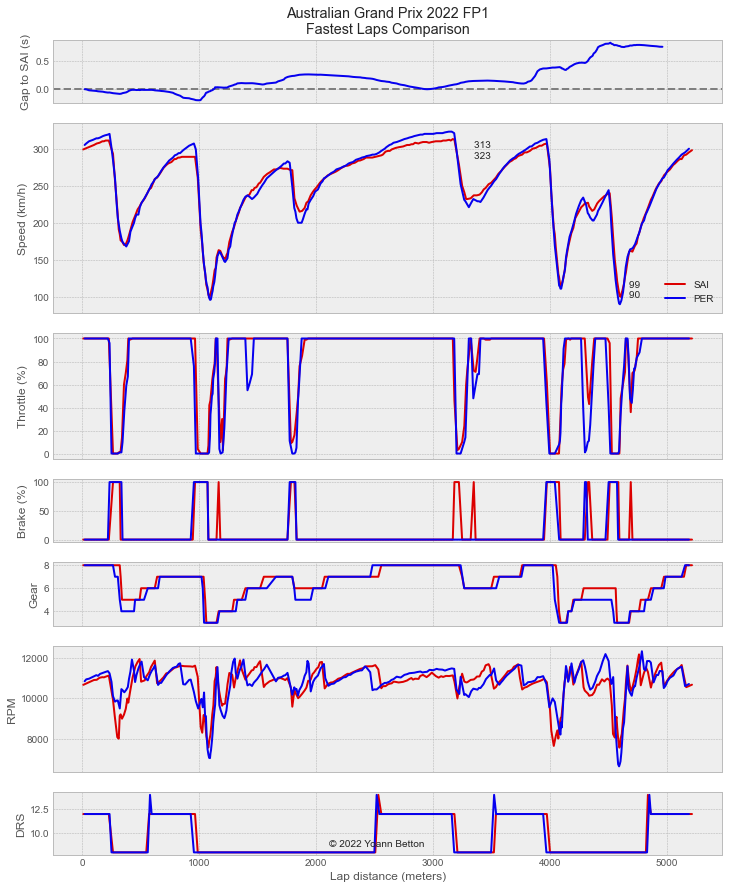 Australian Grand Prix 2022 FP1
Fastest Laps Comparison
Gap to SAI (s)
0.5
0.0
Speed (km/h)
300
250
200
150
100
313
323
99
90
SAI
PER
Throttle (%)
100
80
60
40
20
0
Brake (%)
100
50
0
Gear
8
6
4
RPM
12000
10000
8000
DRS
12.5
10.0
© 2022 Yoann Betton
0 1000 2000 3000 4000 5000
Lap distance (meters)